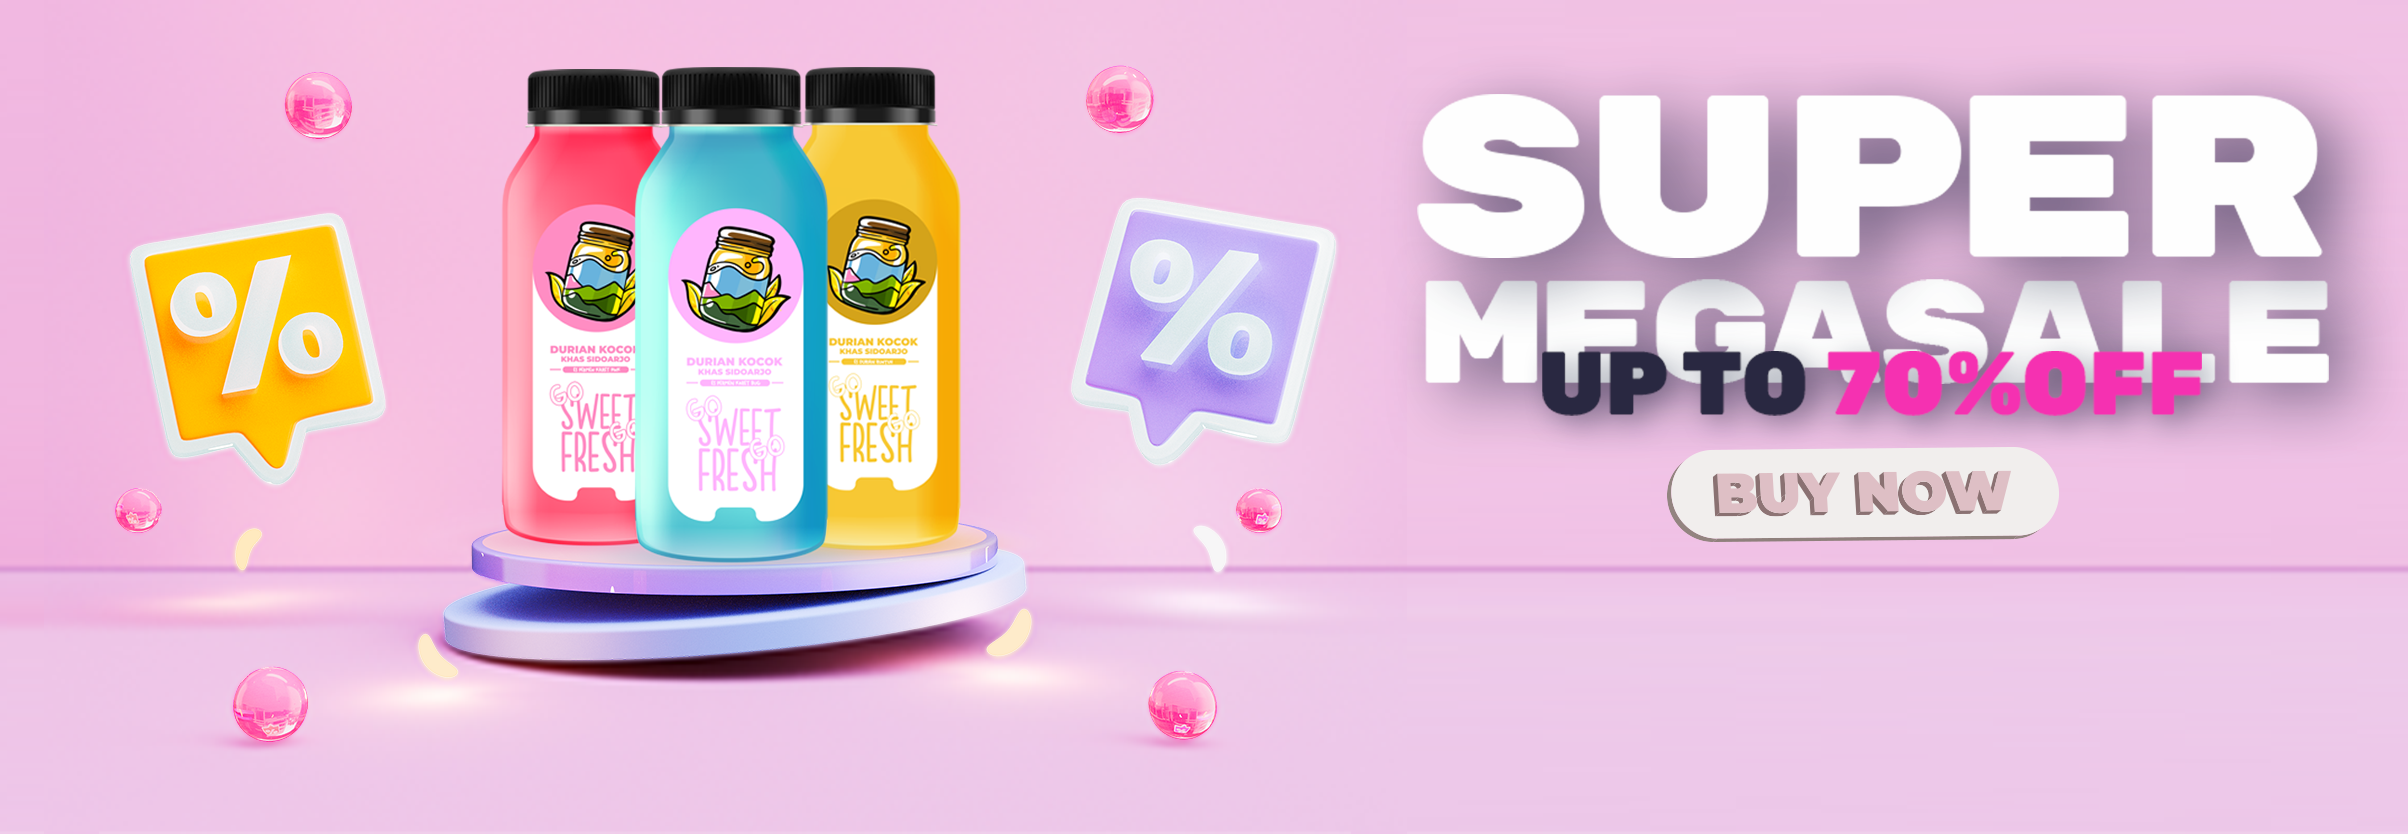 %
DURIAN KOCOK
KHAS SIDOARJO
GO
SWEET
GO
FRESH
DURIAN KOCOK
KHAS SIDOARJO
GO
SWEET
GO
FRESH
DURIAN KOCOK
KHAS SIDOARJO
GO
SWEET
GO
FRESH
%
SUPER
MEGASALE
UP TO 70%OFF
BUY NOW